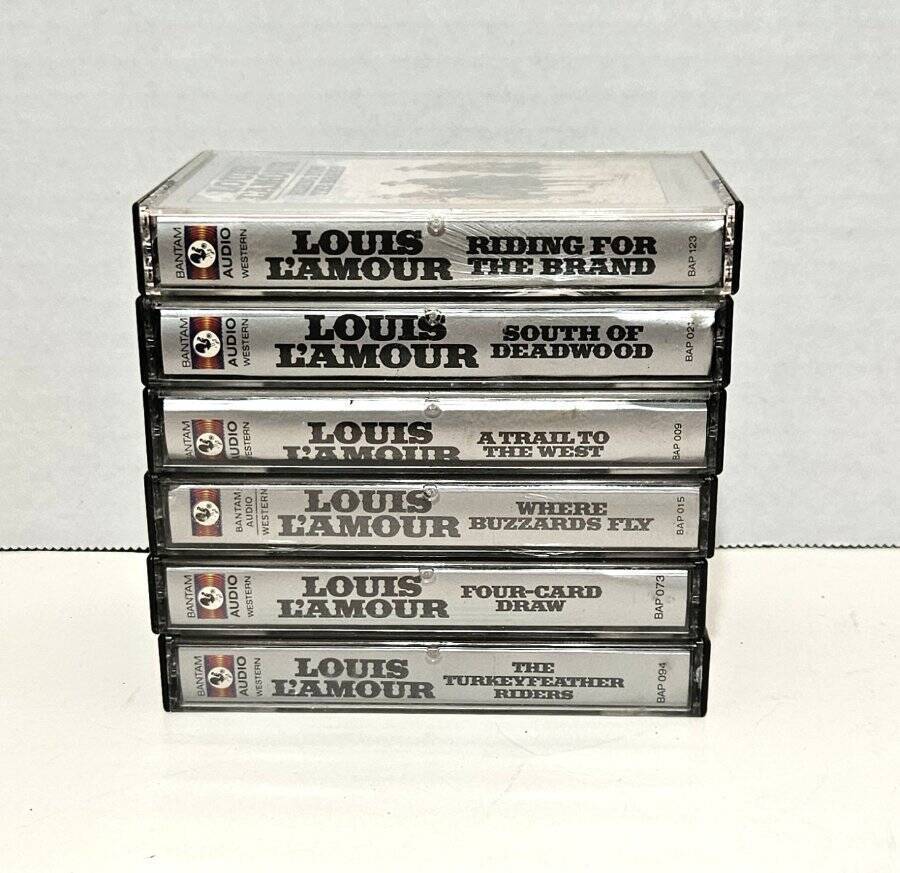 BANTAM
AUDIO
WESTERN
LOUIS
L'AMOUR
RIDING FOR
THE BRAND
BAP 123
BANTAM
AUDIO
WESTERN
LOUIS
L'AMOUR
SOUTH OF
DEADWOOD
BAP 021
BANTAM
AUDIO
WESTERN
LOUIS
L'AMOUR
A TRAIL TO
THE WEST
BAP 009
BANTAM
AUDIO
WESTERN
LOUIS
L'AMOUR
WHERE
BUZZARDS FLY
BAP 015
BANTAM
AUDIO
WESTERN
LOUIS
L'AMOUR
FOUR-CARD
DRAW
BAP 073
BANTAM
AUDIO
WESTERN
LOUIS
L'AMOUR
THE
TURKEYFEATHER
RIDERS
BAP 094